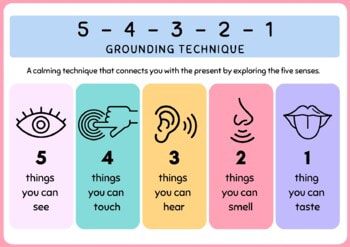 5 - 4 - 3 - 2 - 1
GROUNDING TECHNIQUE
A calming technique that connects you with the present by exploring the five senses.
5
things
you can
see
4
things
you can
touch
3
things
you can
hear
2
things
you can
smell
1
thing
you can
taste